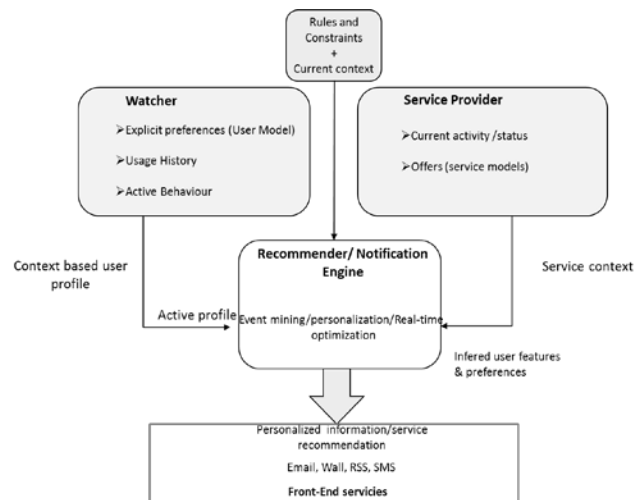 Rules and
Constraints
+
Current context
Watcher
➢Explicit preferences (User Model)
➢Usage History
➢Active Behaviour
Service Provider
➢Current activity /status
➢Offers (service models)
Context based user
profile
Active profile
Recommender/ Notification
Engine
Event mining/personalization/Real-time
optimization
Service context
Infered user features
& preferences
Personalized information/service
recommendation
Email, Wall, RSS, SMS
Front-End servicies